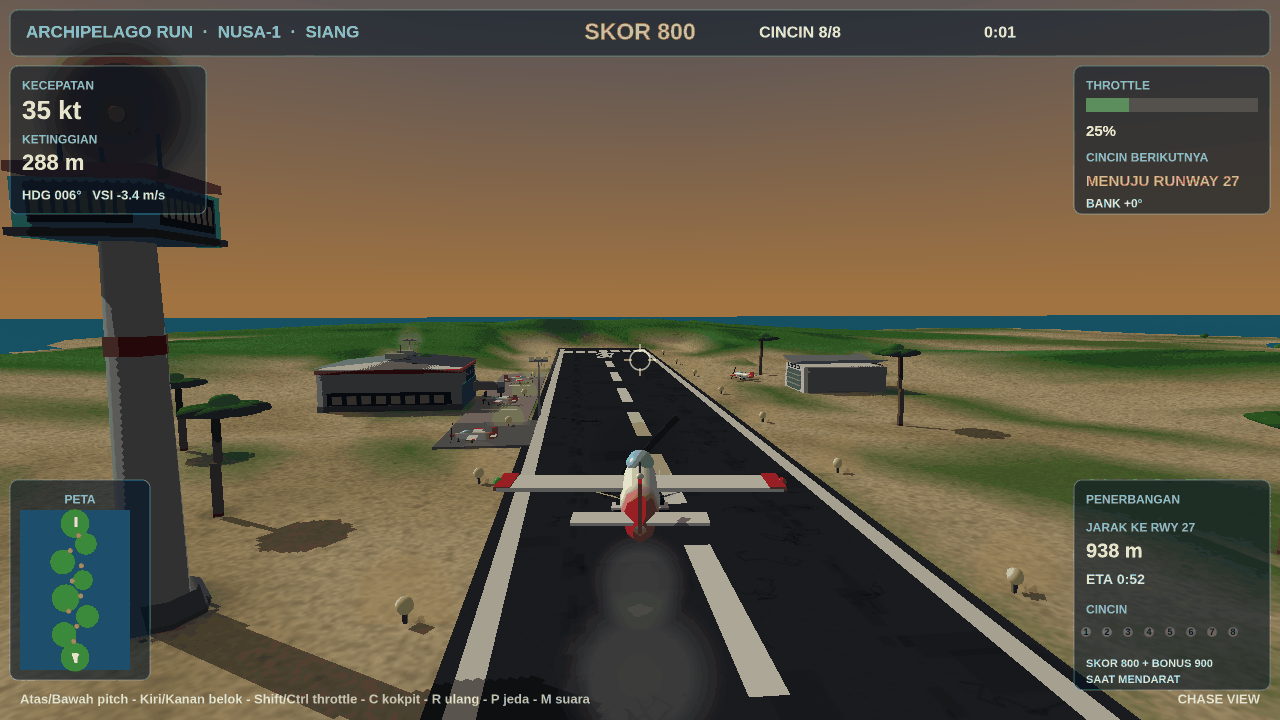 ARCHIPELAGO RUN · NUSA-1 · SIANG
SKOR 800
CINCIN 8/8
0:01
KECEPATAN
35 kt
KETINGGIAN
288 m
HDG 006° VSI -3.4 m/s
THROTTLE
25%
CINCIN BERIKUTNYA
MENUJU RUNWAY 27
BANK +0°
PETA
PENERBANGAN
JARAK KE RWY 27
938 m
ETA 0:52
CINCIN
1 2 3 4 5 6 7 8
SKOR 800 + BONUS 900
SAAT MENDARAT
Atas/Bawah pitch - Kiri/Kanan belok - Shift/Ctrl throttle - C kokpit - R ulang - P jeda - M suara
CHASE VIEW